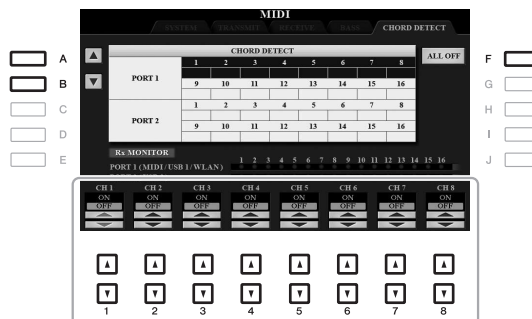 MIDI
SYSTEM TRANSMIT RECEIVE BASS CHORD DETECT
A
B
C
D
E
CHORD DETECT
PORT 1
1 2 3 4 5 6 7 8
9 10 11 12 13 14 15 16
PORT 2
1 2 3 4 5 6 7 8
9 10 11 12 13 14 15 16
ALL OFF
F
G
H
I
J
Rx MONITOR
1 2 3 4 5 6 7 8 9 10 11 12 13 14 15 16
PORT 1 (MIDI/USB 1/WLAN)
CH 1 CH 2 CH 3 CH 4 CH 5 CH 6 CH 7 CH 8
ON ON ON ON ON ON ON ON
OFF OFF OFF OFF OFF OFF OFF OFF
1 2 3 4 5 6 7 8